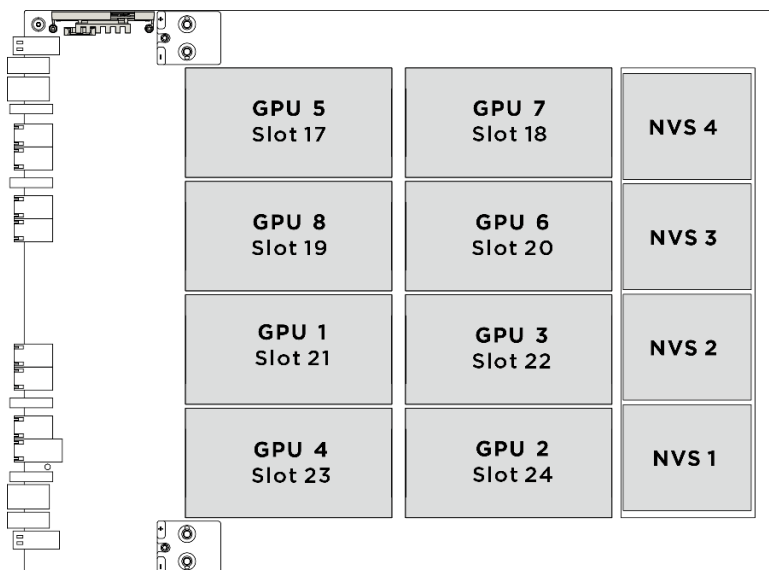 GPU 5
Slot 17
GPU 7
Slot 18
NVS 4
GPU 8
Slot 19
GPU 6
Slot 20
NVS 3
GPU 1
Slot 21
GPU 3
Slot 22
NVS 2
GPU 4
Slot 23
GPU 2
Slot 24
NVS 1